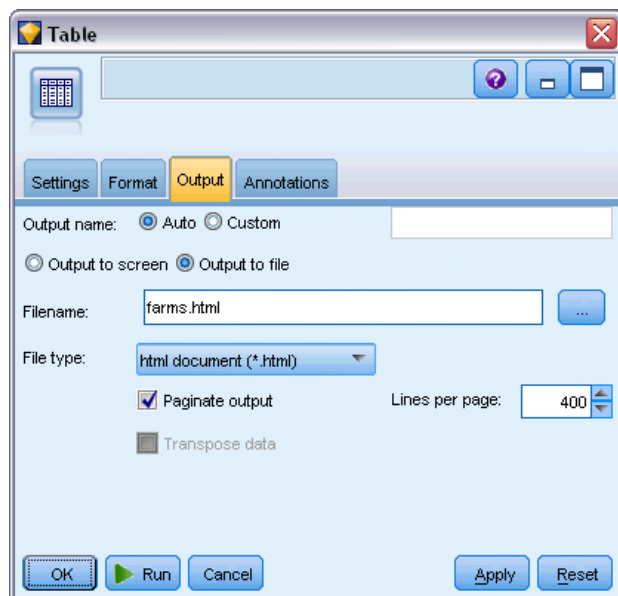 Table
Settings Format Output Annotations
Output name: Auto Custom
Output to screen Output to file
Filename: farms.html ...
File type: html document (*.html)
Paginate output Lines per page: 400
Transpose data
OK Run Cancel Apply Reset